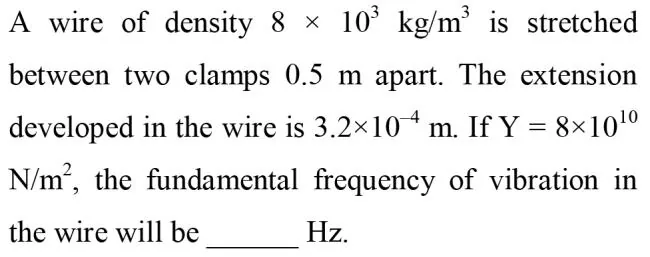 A wire of density 8 × 10³ kg/m³ is stretched
between two clamps 0.5 m apart. The extension
developed in the wire is 3.2×10⁻⁴ m. If Y = 8×10¹⁰
N/m², the fundamental frequency of vibration in
the wire will be ______ Hz.